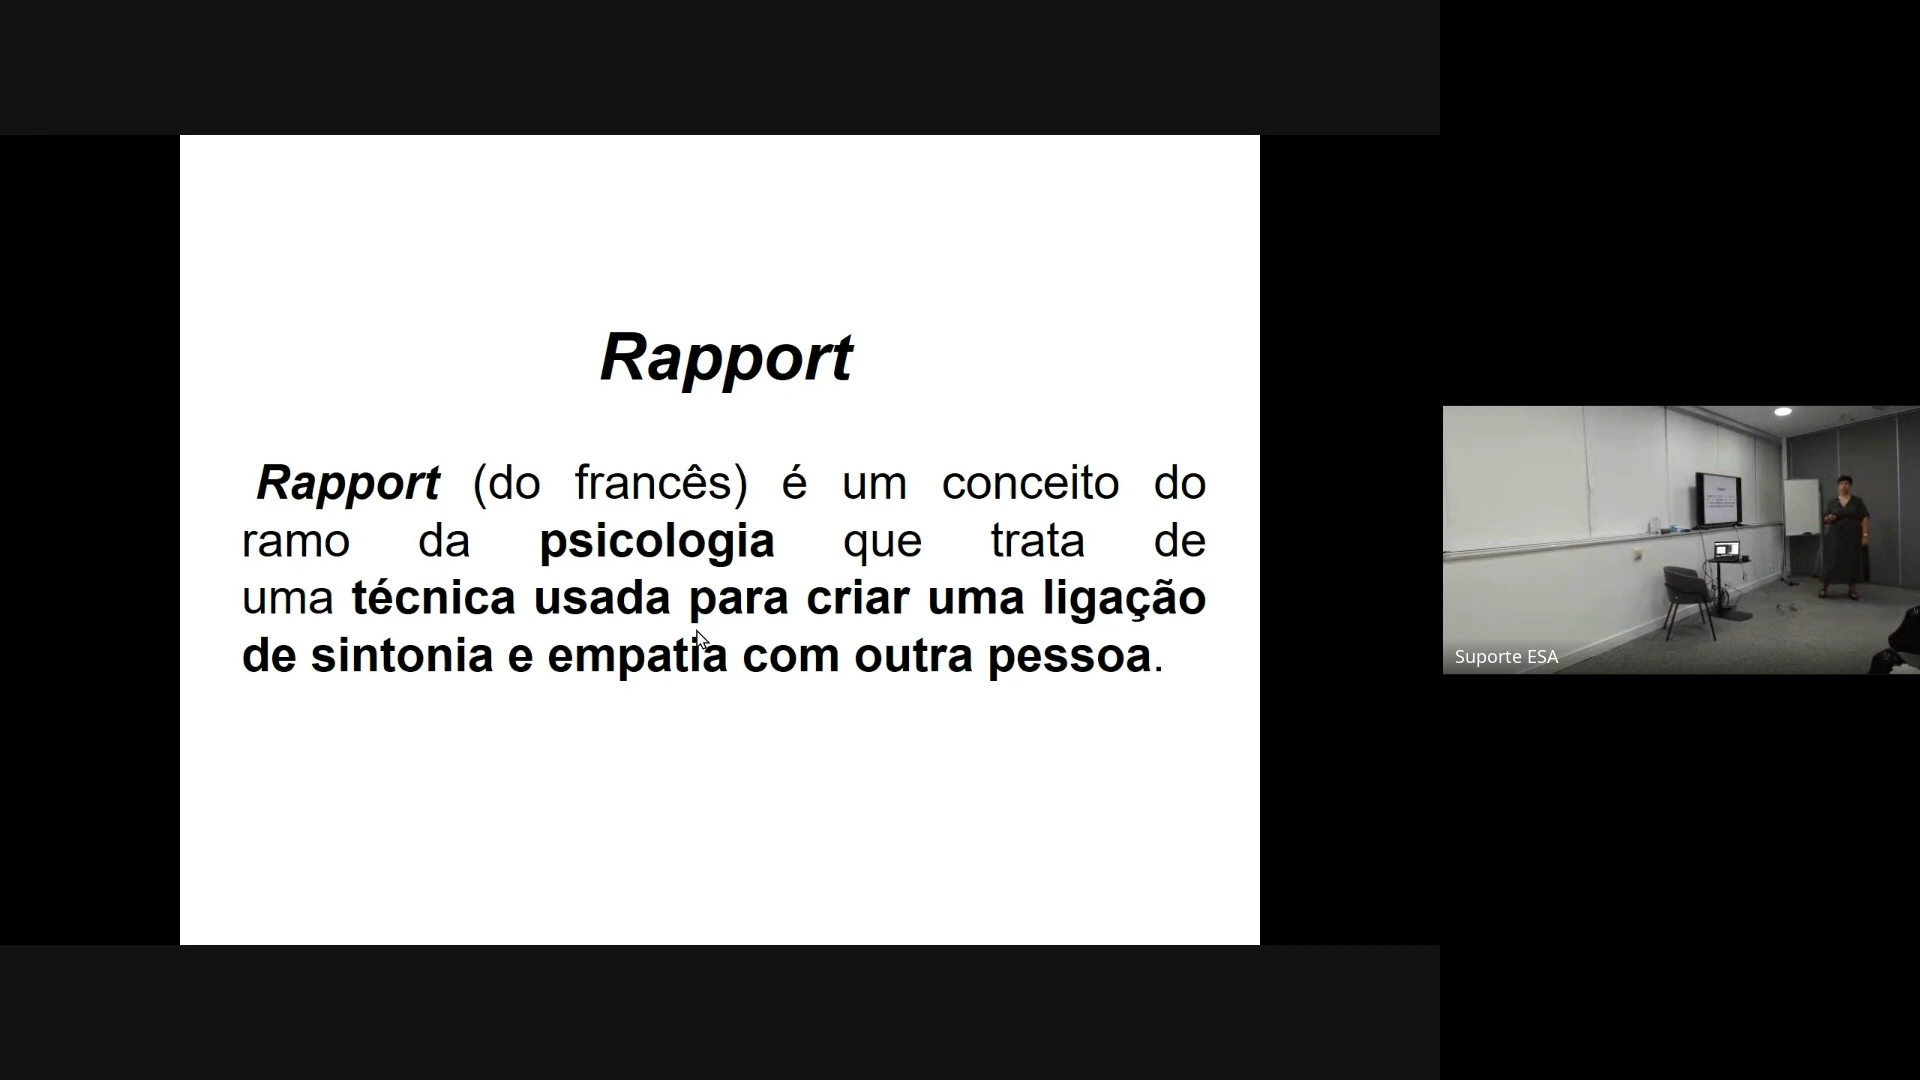 Rapport
Rapport (do francês) é um conceito do
ramo da psicologia que trata de
uma técnica usada para criar uma ligação
de sintonia e empatia com outra pessoa.
Suporte ESA